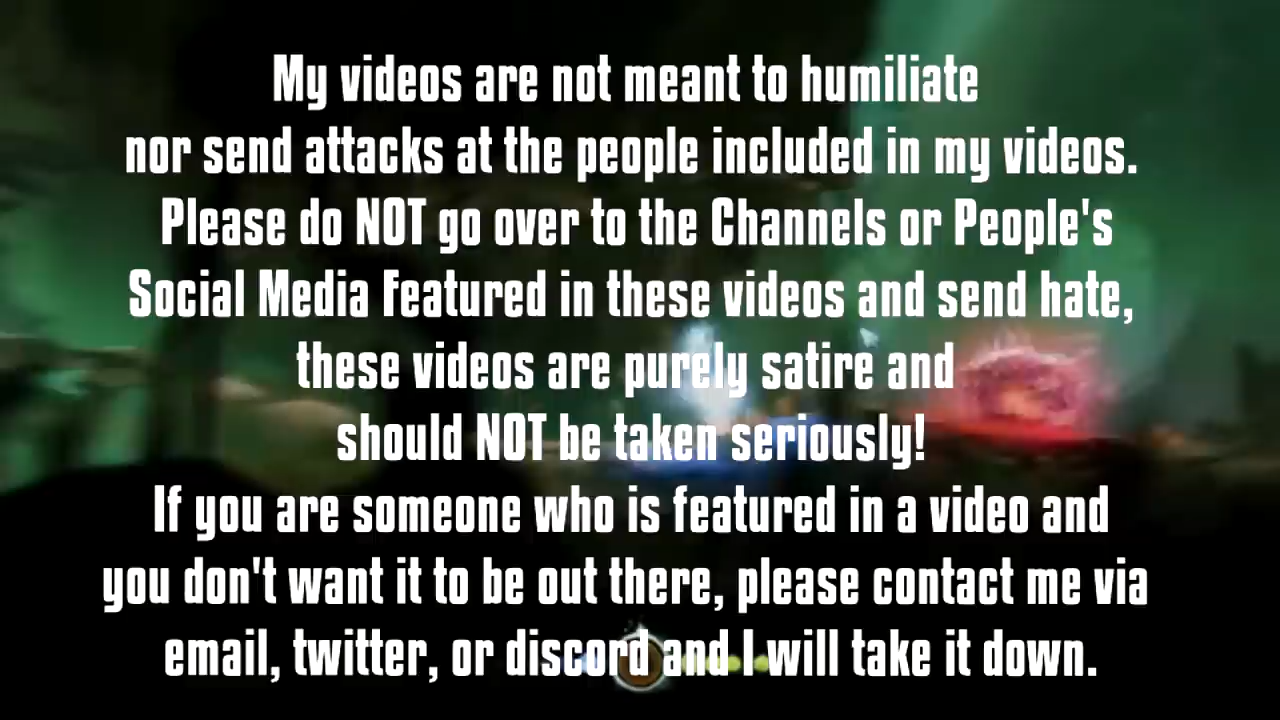 My videos are not meant to humiliate
nor send attacks at the people included in my videos.
Please do NOT go over to the Channels or People's
Social Media Featured in these videos and send hate,
these videos are purely satire and
should NOT be taken seriously!
If you are someone who is featured in a video and
you don't want it to be out there, please contact me via
email, twitter, or discord and I will take it down.